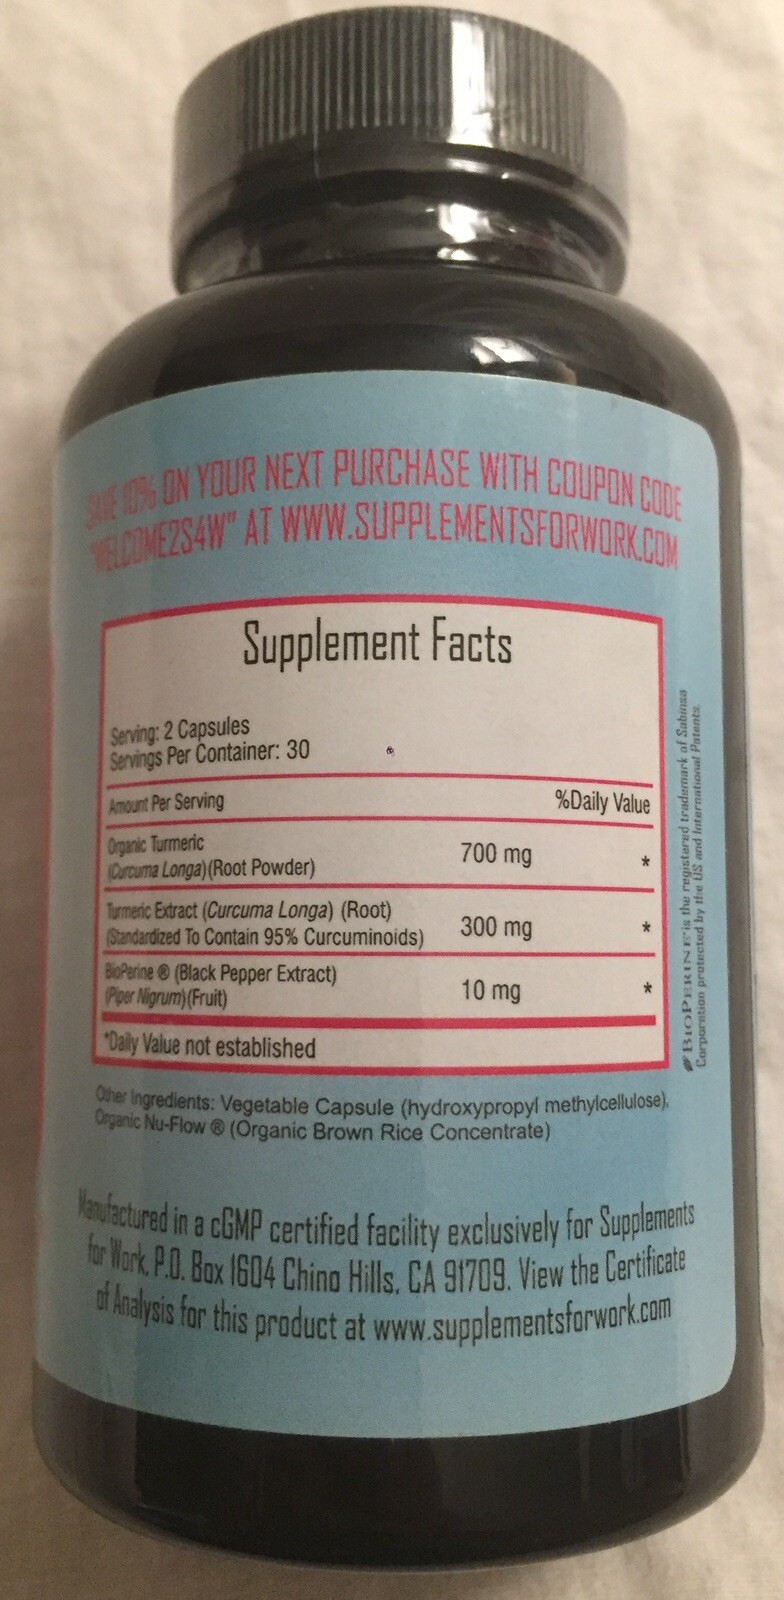 SAVE 10% ON YOUR NEXT PURCHASE WITH COUPON CODE
"WELCOME2S4W" AT WWW.SUPPLEMENTSFORWORK.COM
Supplement Facts
Serving: 2 Capsules
Servings Per Container: 30
Amount Per Serving %Daily Value
Organic Turmeric
(Curcuma Longa)(Root Powder) 700 mg *
Turmeric Extract (Curcuma Longa) (Root)
(Standardized To Contain 95% Curcuminoids) 300 mg *
BioPerine ® (Black Pepper Extract)
(Piper Nigrum)(Fruit) 10 mg *
*Daily Value not established
Other Ingredients: Vegetable Capsule (hydroxypropyl methylcellulose),
Organic Nu-Flow ® (Organic Brown Rice Concentrate)
Manufactured in a cGMP certified facility exclusively for Supplements
for Work, P.O. Box 1604 Chino Hills, CA 91709. View the Certificate
of Analysis for this product at www.supplementsforwork.com
BIOPERINE® is the registered trademark of Sabinsa
Corporation protected by the US and International Patents.